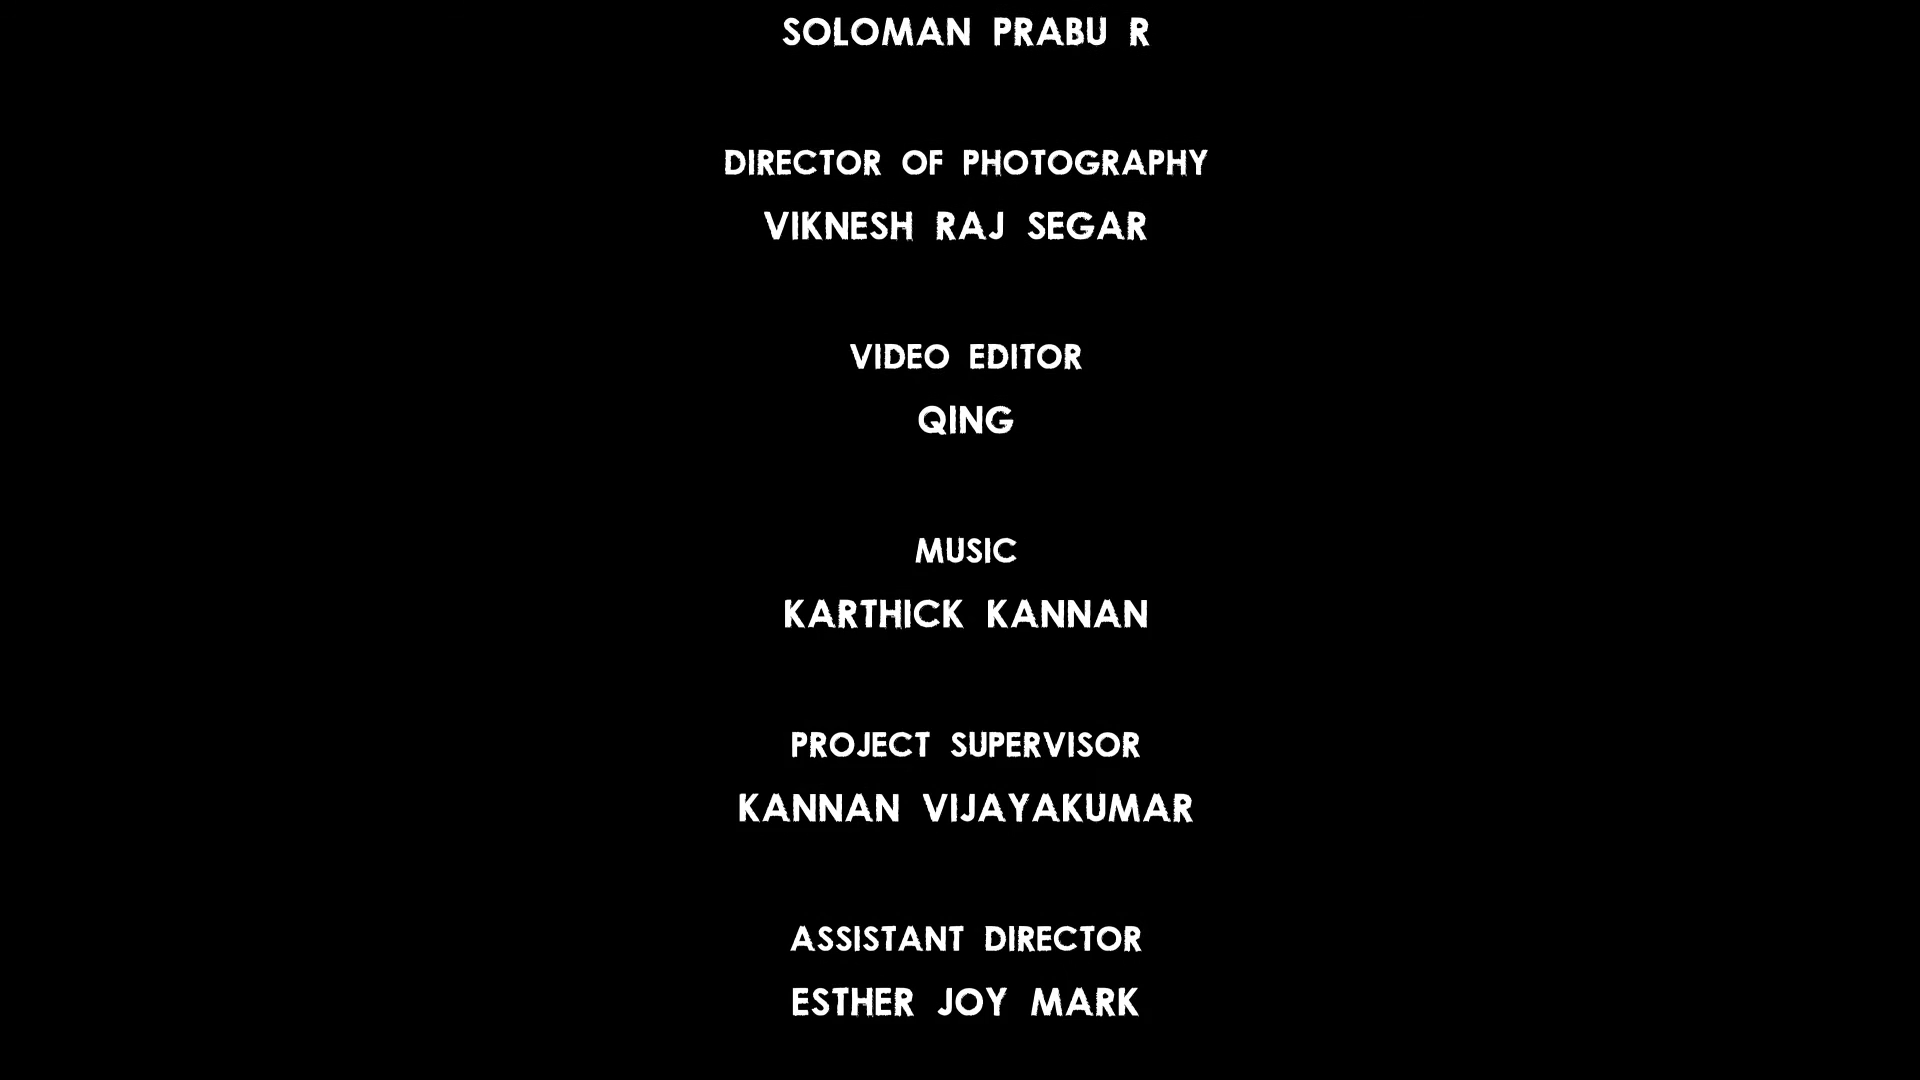 SOLOMAN PRABU R
DIRECTOR OF PHOTOGRAPHY
VIKNESH RAJ SEGAR
VIDEO EDITOR
QING
MUSIC
KARTHICK KANNAN
PROJECT SUPERVISOR
KANNAN VIJAYAKUMAR
ASSISTANT DIRECTOR
ESTHER JOY MARK